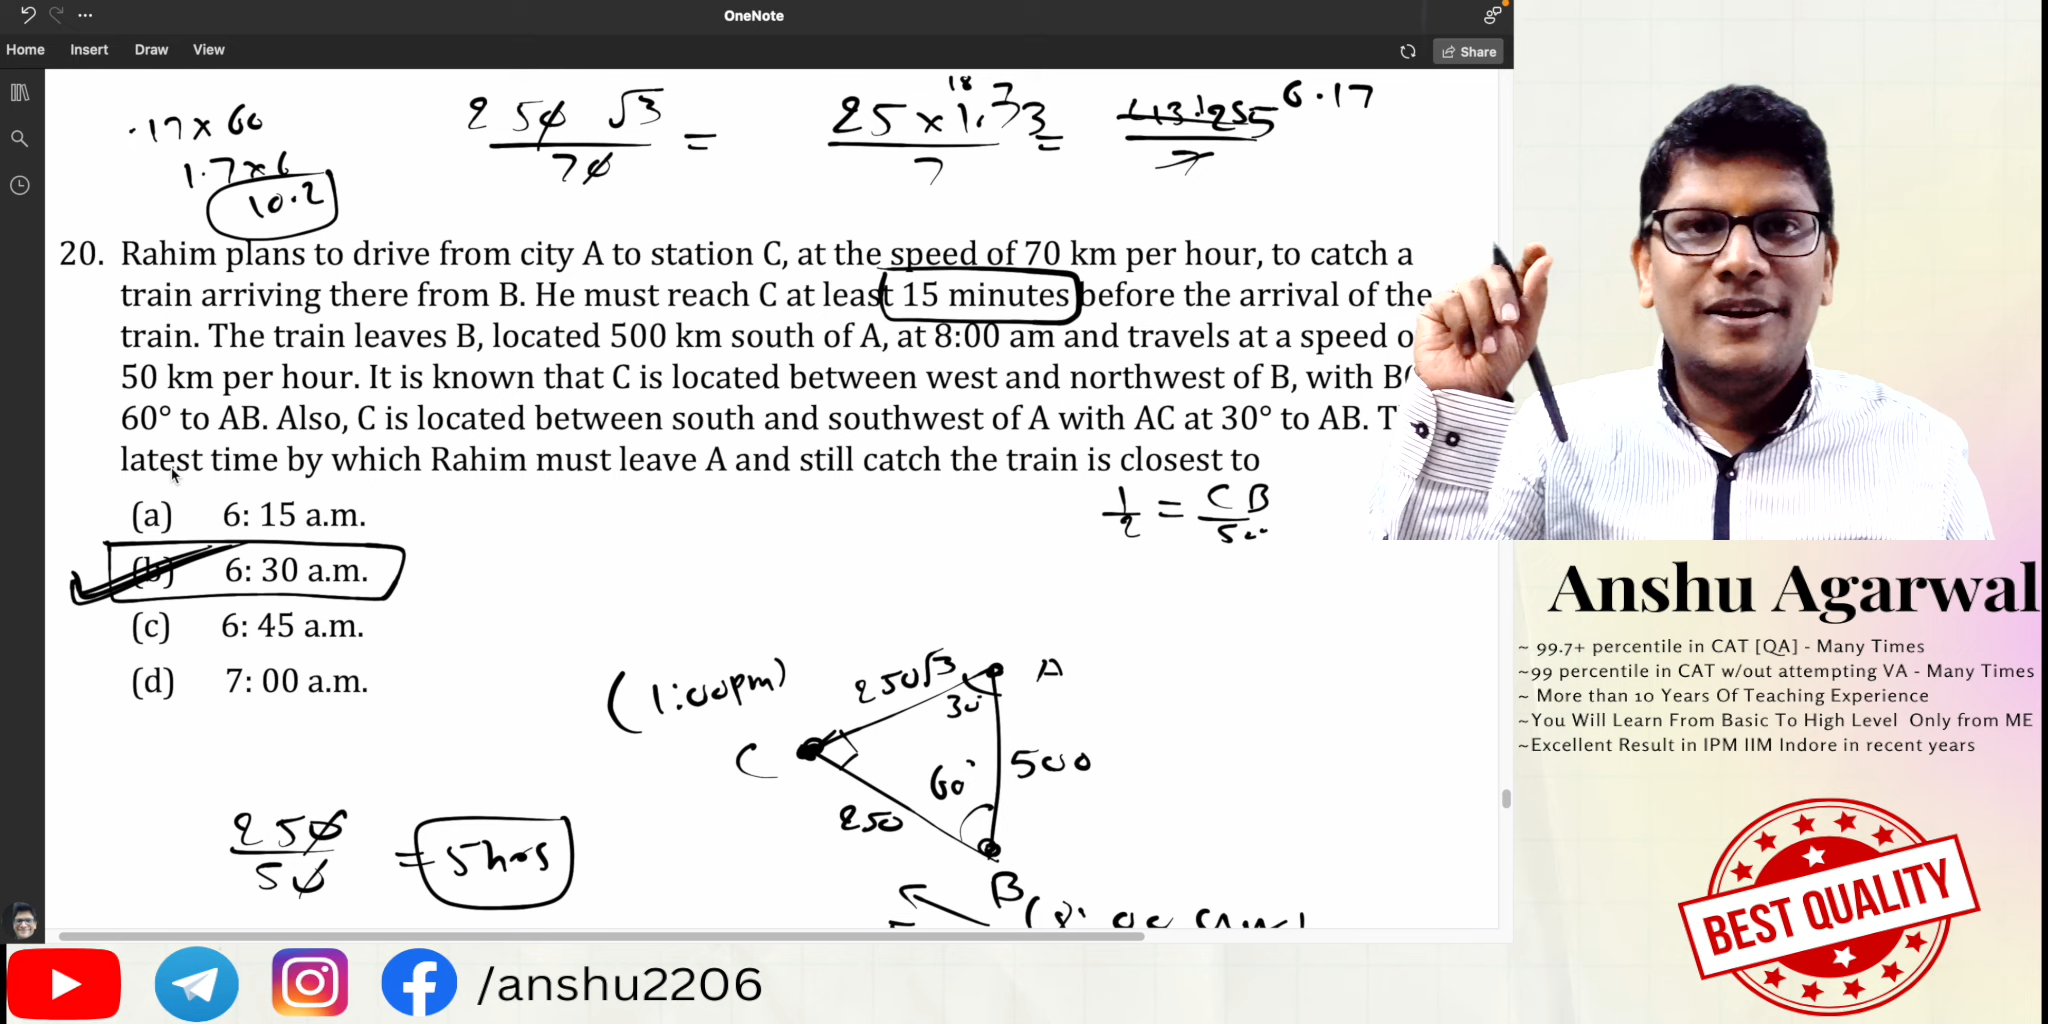 OneNote
Home Insert Draw View
Share
.17 x 60
1.7 x 6
10.2
250 √3 / 70 =
25 x 1.73 / 7 =
18
6.17
7
20. Rahim plans to drive from city A to station C, at the speed of 70 km per hour, to catch a
train arriving there from B. He must reach C at least 15 minutes before the arrival of the
train. The train leaves B, located 500 km south of A, at 8:00 am and travels at a speed o
50 km per hour. It is known that C is located between west and northwest of B, with B
60° to AB. Also, C is located between south and southwest of A with AC at 30° to AB. T
latest time by which Rahim must leave A and still catch the train is closest to
1/2 = CB/500
(a) 6: 15 a.m.
(b) 6: 30 a.m.
(c) 6: 45 a.m.
(d) 7: 00 a.m.
(1:00pm)
250√3
A
30
C
60°
500
250
B
250 / 50 = 5hrs
Anshu Agarwal
~ 99.7+ percentile in CAT [QA] - Many Times
~99 percentile in CAT w/out attempting VA - Many Times
~ More than 10 Years Of Teaching Experience
~You Will Learn From Basic To High Level Only from ME
~Excellent Result in IPM IIM Indore in recent years
BEST QUALITY
/anshu2206